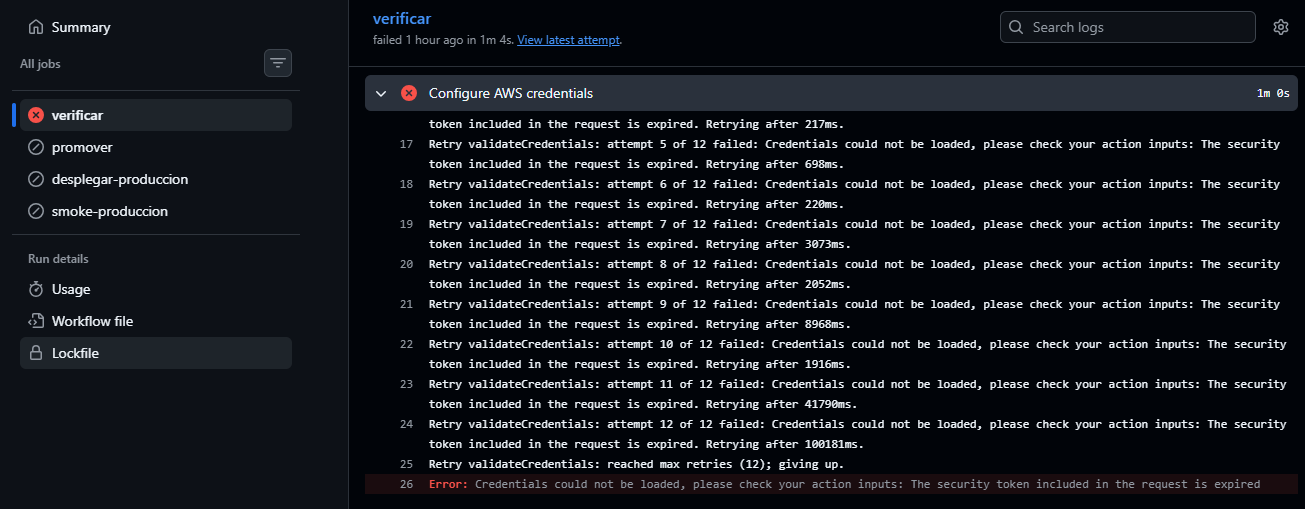 Summary
All jobs
verificar
promover
desplegar-produccion
smoke-produccion
Run details
Usage
Workflow file
Lockfile
verificar
failed 1 hour ago in 1m 4s. View latest attempt.
Search logs
Configure AWS credentials
1m 0s
token included in the request is expired. Retrying after 217ms.
17 Retry validateCredentials: attempt 5 of 12 failed: Credentials could not be loaded, please check your action inputs: The security
token included in the request is expired. Retrying after 698ms.
18 Retry validateCredentials: attempt 6 of 12 failed: Credentials could not be loaded, please check your action inputs: The security
token included in the request is expired. Retrying after 220ms.
19 Retry validateCredentials: attempt 7 of 12 failed: Credentials could not be loaded, please check your action inputs: The security
token included in the request is expired. Retrying after 3073ms.
20 Retry validateCredentials: attempt 8 of 12 failed: Credentials could not be loaded, please check your action inputs: The security
token included in the request is expired. Retrying after 2052ms.
21 Retry validateCredentials: attempt 9 of 12 failed: Credentials could not be loaded, please check your action inputs: The security
token included in the request is expired. Retrying after 8968ms.
22 Retry validateCredentials: attempt 10 of 12 failed: Credentials could not be loaded, please check your action inputs: The security
token included in the request is expired. Retrying after 1916ms.
23 Retry validateCredentials: attempt 11 of 12 failed: Credentials could not be loaded, please check your action inputs: The security
token included in the request is expired. Retrying after 41790ms.
24 Retry validateCredentials: attempt 12 of 12 failed: Credentials could not be loaded, please check your action inputs: The security
token included in the request is expired. Retrying after 100181ms.
25 Retry validateCredentials: reached max retries (12); giving up.
26 Error: Credentials could not be loaded, please check your action inputs: The security token included in the request is expired